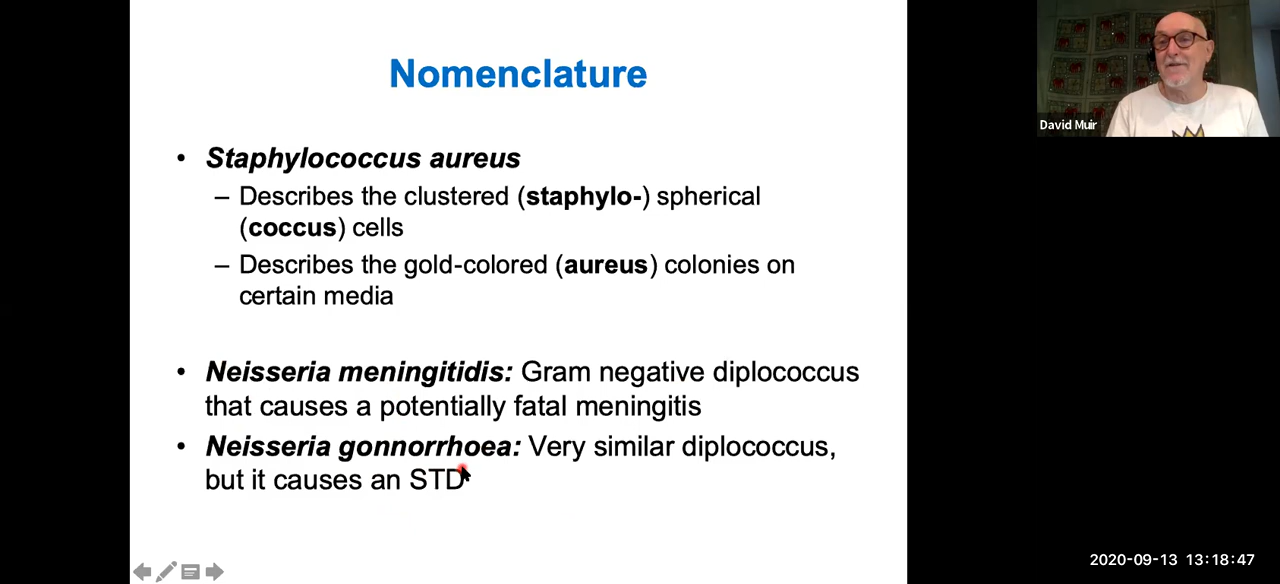 Nomenclature
• Staphylococcus aureus
– Describes the clustered (staphylo-) spherical
(coccus) cells
– Describes the gold-colored (aureus) colonies on
certain media
• Neisseria meningitidis: Gram negative diplococcus
that causes a potentially fatal meningitis
• Neisseria gonnorrhoea: Very similar diplococcus,
but it causes an STD
David Muir
2020-09-13 13:18:47